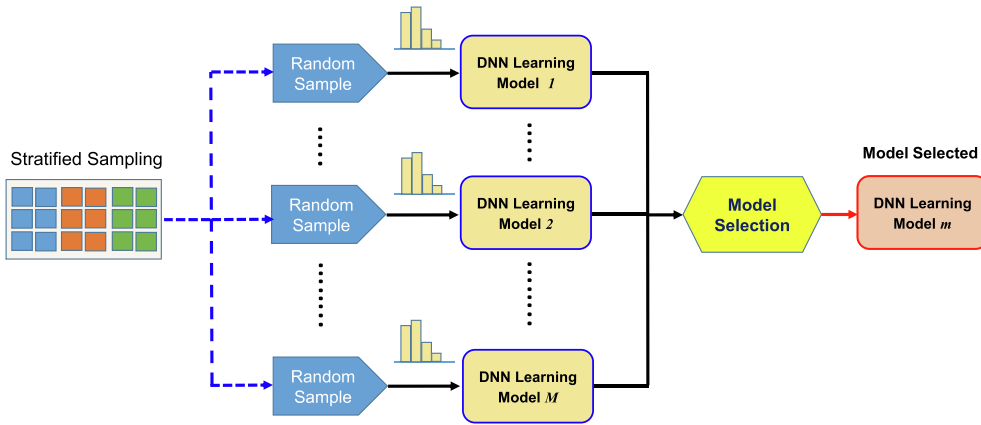 Stratified Sampling
Random
Sample
DNN Learning
Model 1
Random
Sample
DNN Learning
Model 2
Random
Sample
DNN Learning
Model M
Model
Selection
Model Selected
DNN Learning
Model m